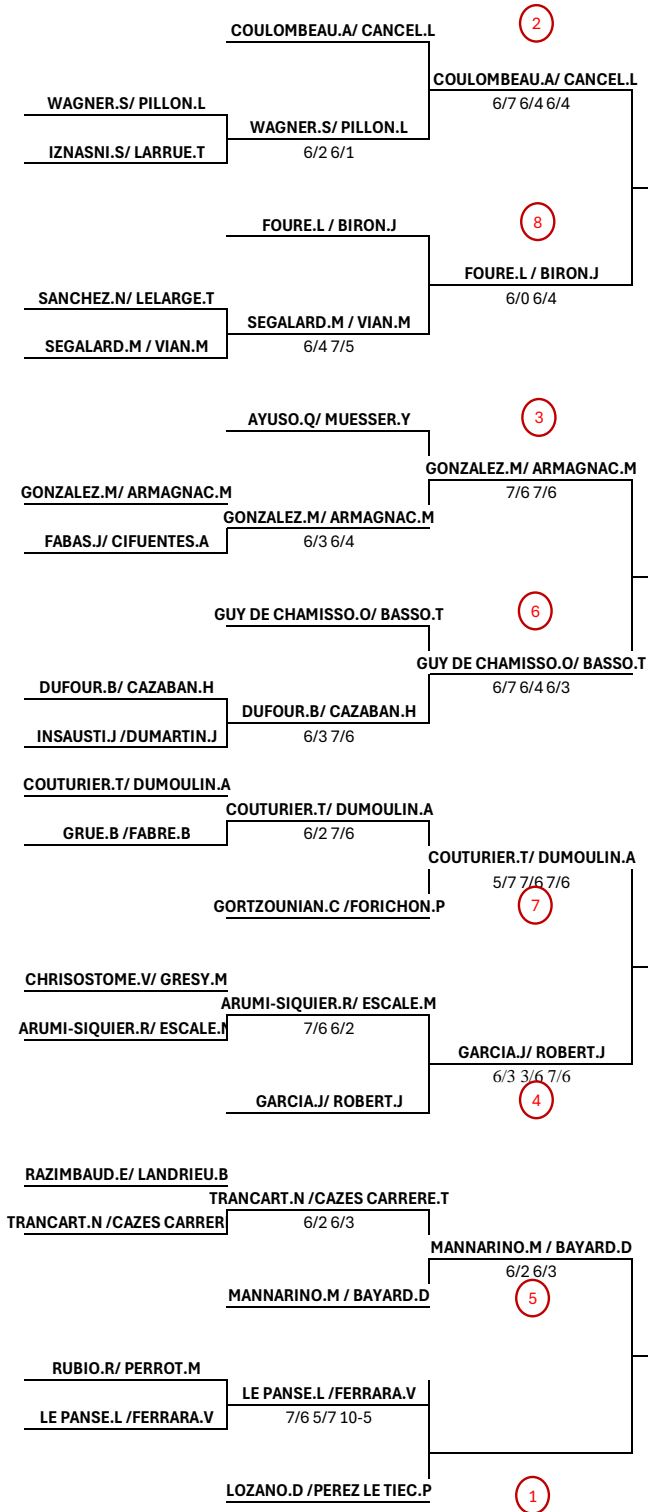 COULOMBEAU.A/ CANCEL.L
2
COULOMBEAU.A/ CANCEL.L
6/7 6/4 6/4
WAGNER.S/ PILLON.L
WAGNER.S/ PILLON.L
6/2 6/1
IZNASNI.S/ LARRUE.T
FOURE.L / BIRON.J
8
FOURE.L / BIRON.J
6/0 6/4
SANCHEZ.N/ LELARGE.T
SEGALARD.M / VIAN.M
6/4 7/5
SEGALARD.M / VIAN.M
AYUSO.Q/ MUESSER.Y
3
GONZALEZ.M/ ARMAGNAC.M
7/6 7/6
GONZALEZ.M/ ARMAGNAC.M
GONZALEZ.M/ ARMAGNAC.M
6/3 6/4
FABAS.J/ CIFUENTES.A
GUY DE CHAMISSO.O/ BASSO.T
6
GUY DE CHAMISSO.O/ BASSO.T
6/7 6/4 6/3
DUFOUR.B/ CAZABAN.H
DUFOUR.B/ CAZABAN.H
6/3 7/6
INSAUSTI.J /DUMARTIN.J
COUTURIER.T/ DUMOULIN.A
COUTURIER.T/ DUMOULIN.A
6/2 7/6
GRUE.B /FABRE.B
COUTURIER.T/ DUMOULIN.A
5/7 7/6 7/6
GORTZOUNIAN.C /FORICHON.P
7
CHRISOSTOME.V/ GRESY.M
ARUMI-SIQUIER.R/ ESCALE.M
7/6 6/2
ARUMI-SIQUIER.R/ ESCALE.M
GARCIA.J/ ROBERT.J
6/3 3/6 7/6
GARCIA.J/ ROBERT.J
4
RAZIMBAUD.E/ LANDRIEU.B
TRANCART.N /CAZES CARRERE.T
6/2 6/3
TRANCART.N /CAZES CARRER
MANNARINO.M / BAYARD.D
6/2 6/3
MANNARINO.M / BAYARD.D
5
RUBIO.R/ PERROT.M
LE PANSE.L /FERRARA.V
7/6 5/7 10-5
LE PANSE.L /FERRARA.V
LOZANO.D /PEREZ LE TIEC.P
1